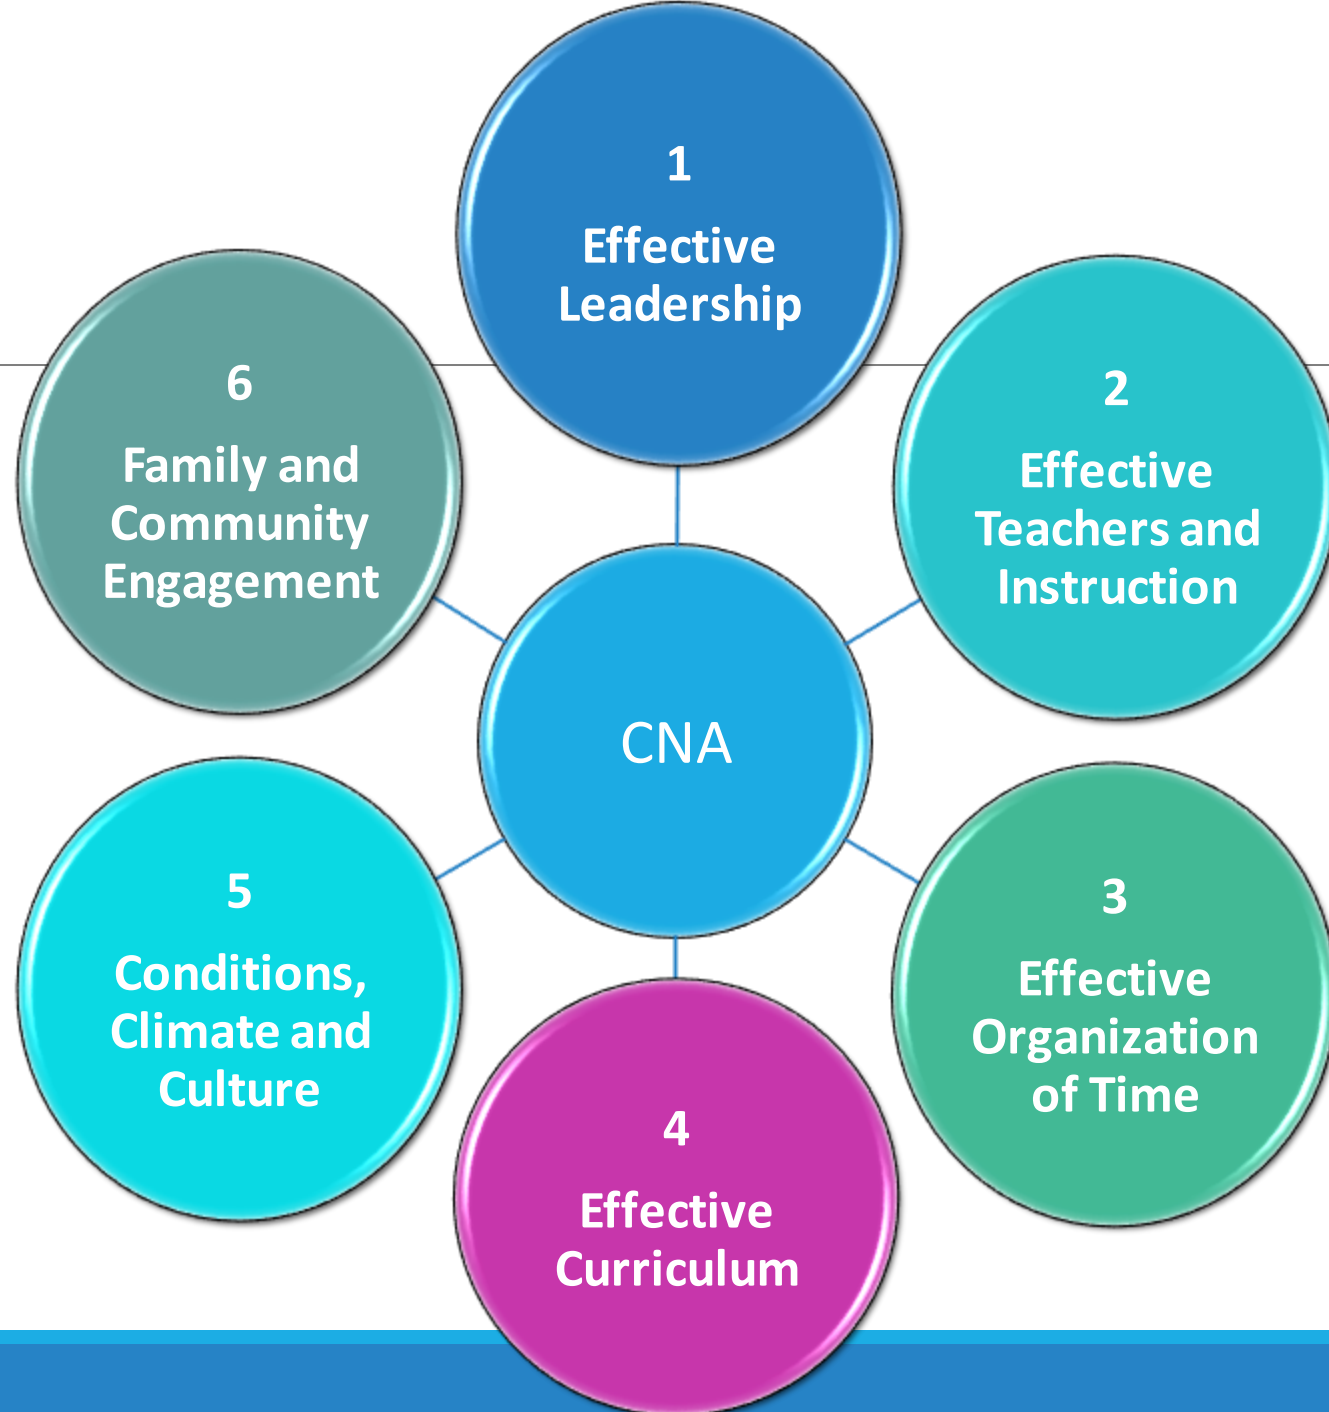 1
Effective
Leadership
2
Effective
Teachers and
Instruction
3
Effective
Organization
of Time
4
Effective
Curriculum
5
Conditions,
Climate and
Culture
6
Family and
Community
Engagement
CNA